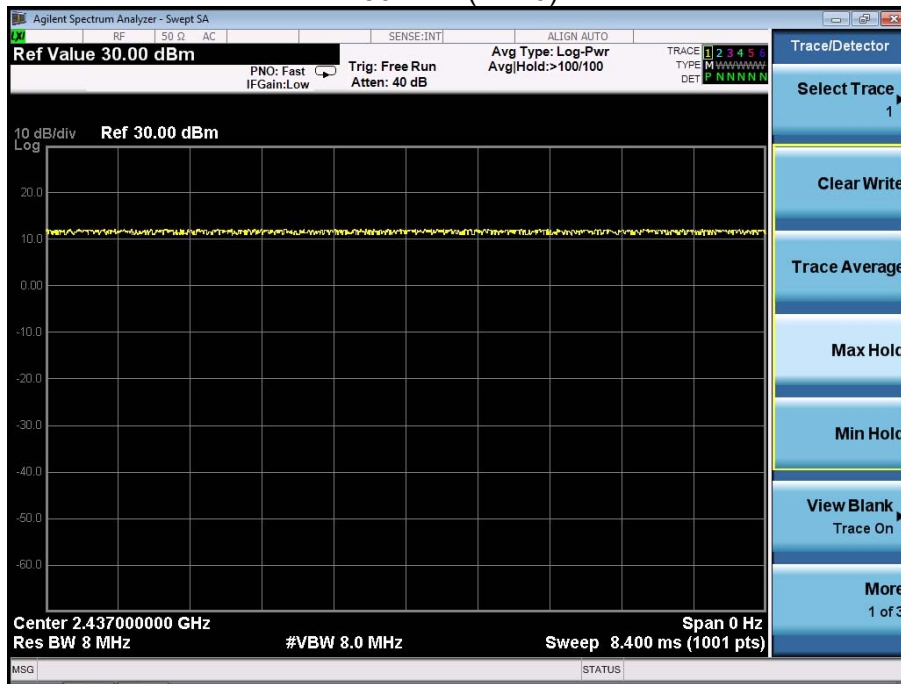 Agilent Spectrum Analyzer - Swept SA
LXI RF 50 Ω AC SENSE:INT ALIGN AUTO
Ref Value 30.00 dBm
PNO: Fast
IFGain:Low
Trig: Free Run
Atten: 40 dB
Avg Type: Log-Pwr
Avg|Hold:>100/100
TRACE 1 2 3 4 5 6
TYPE M WWWWW
DET P N N N N N
10 dB/div Ref 30.00 dBm
Log
20.0
10.0
0.00
-10.0
-20.0
-30.0
-40.0
-50.0
-60.0
Center 2.437000000 GHz
Span 0 Hz
Res BW 8 MHz
#VBW 8.0 MHz
Sweep 8.400 ms (1001 pts)
MSG
STATUS
Trace/Detector
Select Trace
1
Clear Write
Trace Average
Max Hold
Min Hold
View Blank
Trace On
More
1 of 3